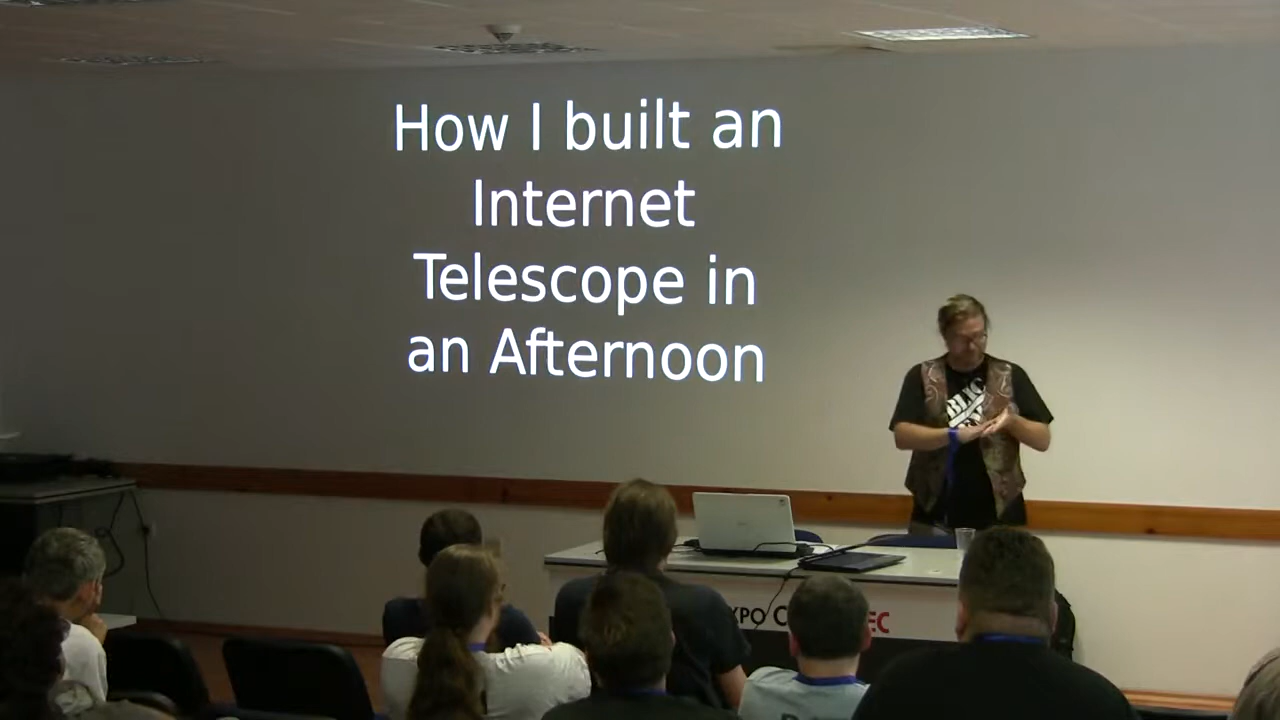 How I built an
Internet
Telescope in
an Afternoon